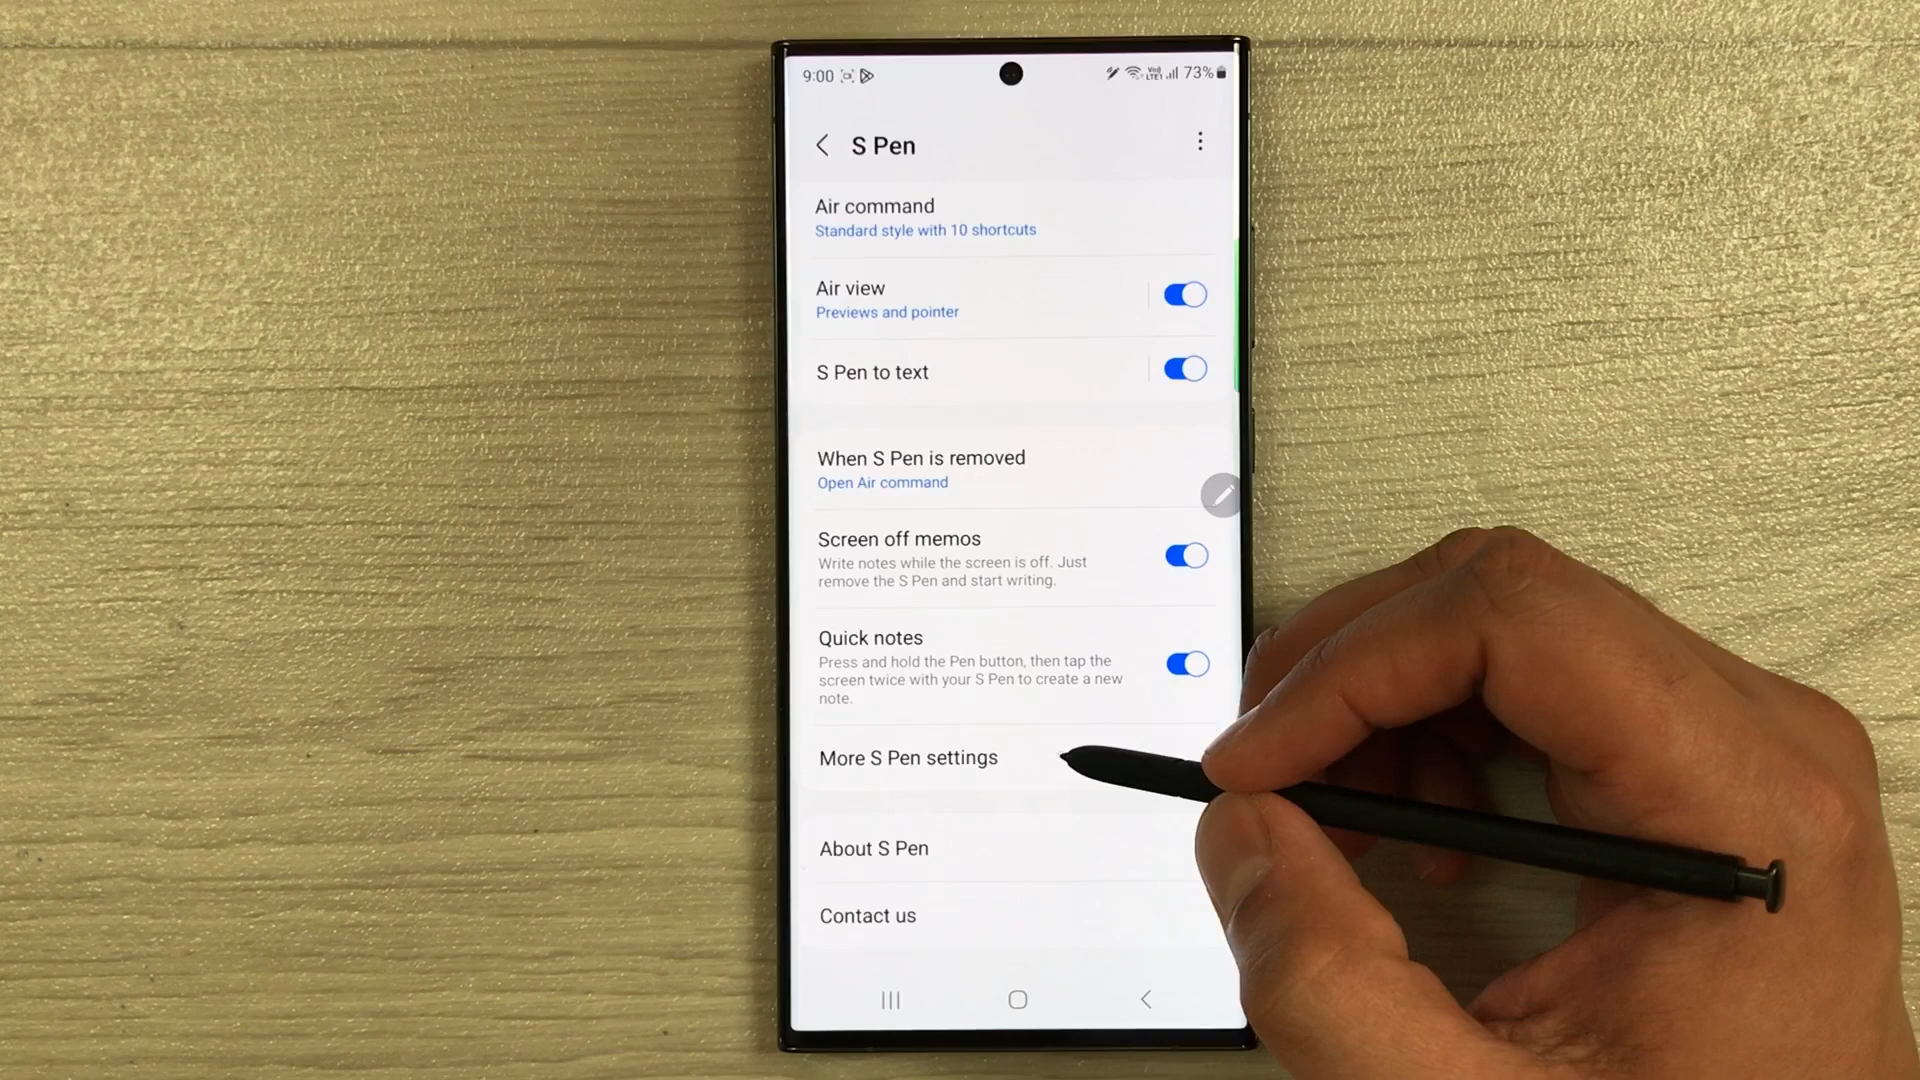 9:00
Vo)) LTE1 73%
S Pen
Air command
Standard style with 10 shortcuts
Air view
Previews and pointer
S Pen to text
When S Pen is removed
Open Air command
Screen off memos
Write notes while the screen is off. Just
remove the S Pen and start writing.
Quick notes
Press and hold the Pen button, then tap the
screen twice with your S Pen to create a new
note.
More S Pen settings
About S Pen
Contact us